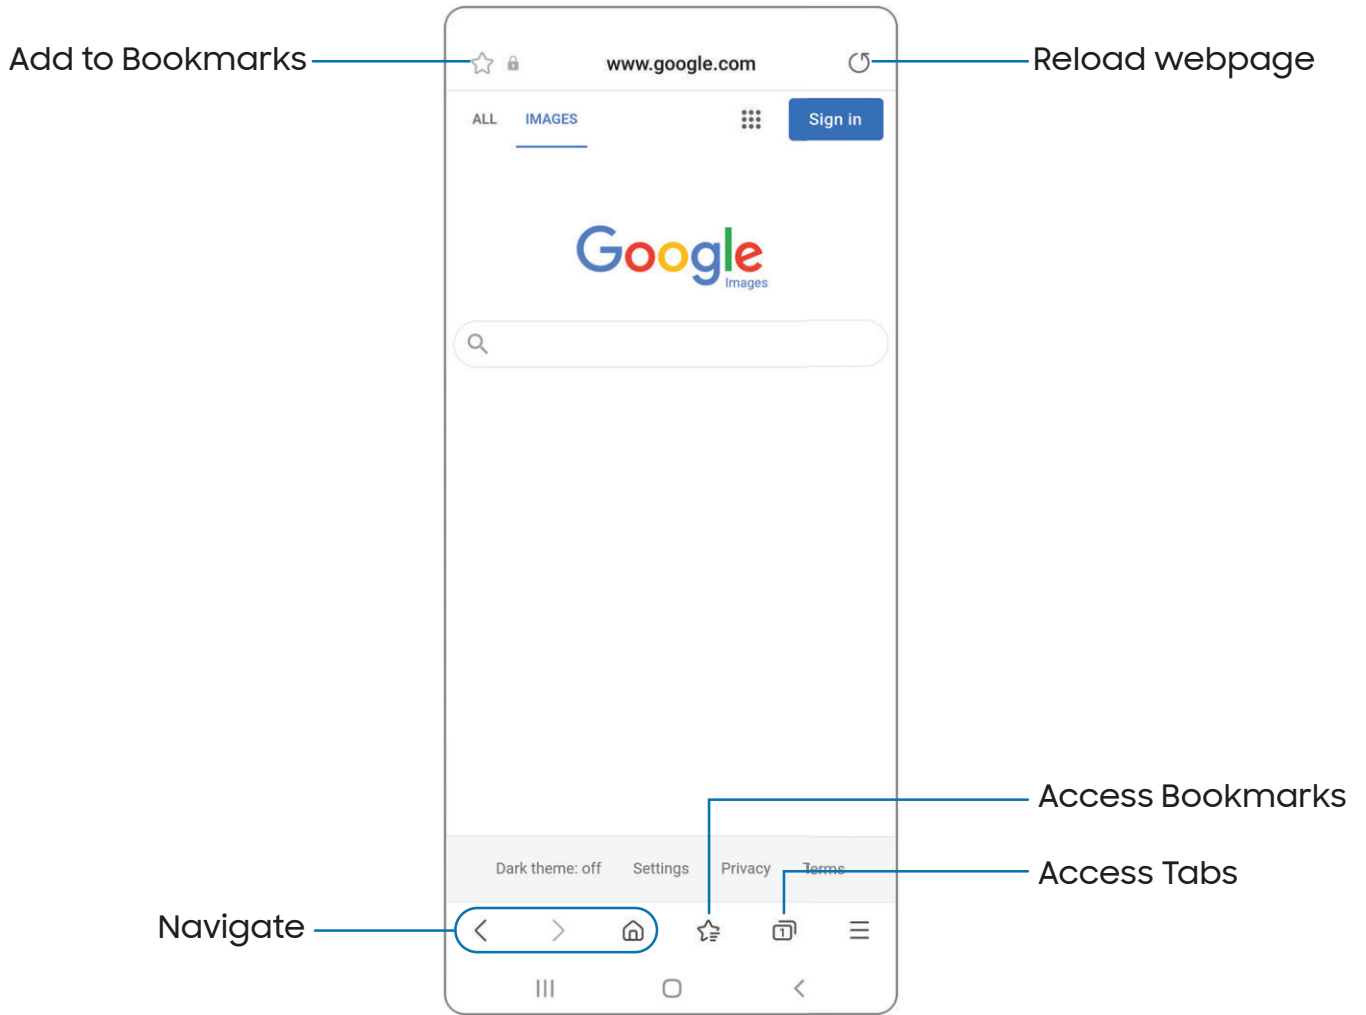 Add to Bookmarks
www.google.com
Reload webpage
ALL IMAGES
Sign in
Google
Images
Access Bookmarks
Dark theme: off Settings Privacy Terms
Access Tabs
Navigate
1